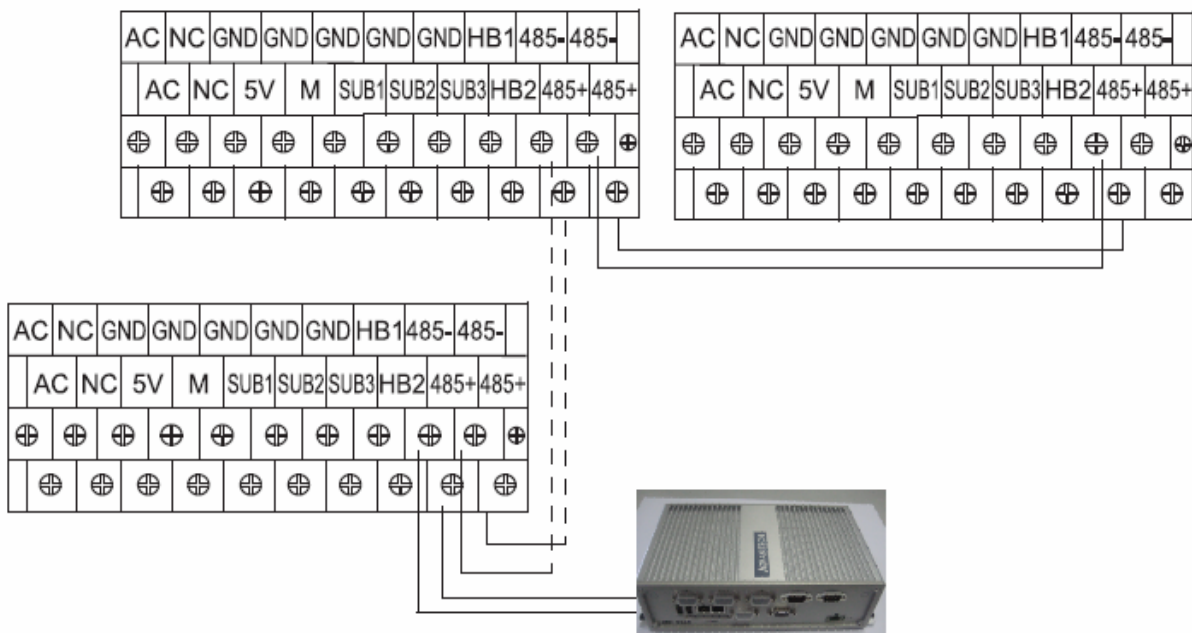 AC NC GND GND GND GND GND HB1 485- 485-
AC NC 5V M SUB1 SUB2 SUB3 HB2 485+ 485+
AC NC GND GND GND GND GND HB1 485- 485-
AC NC 5V M SUB1 SUB2 SUB3 HB2 485+ 485+
AC NC GND GND GND GND GND HB1 485- 485-
AC NC 5V M SUB1 SUB2 SUB3 HB2 485+ 485+